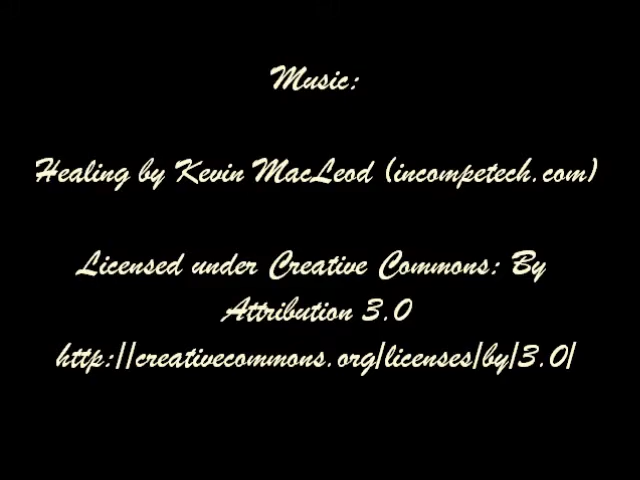 Music:
Healing by Kevin MacLeod (incompetech.com)
Licensed under Creative Commons: By
Attribution 3.0
http://creativecommons.org/licenses/by/3.0/